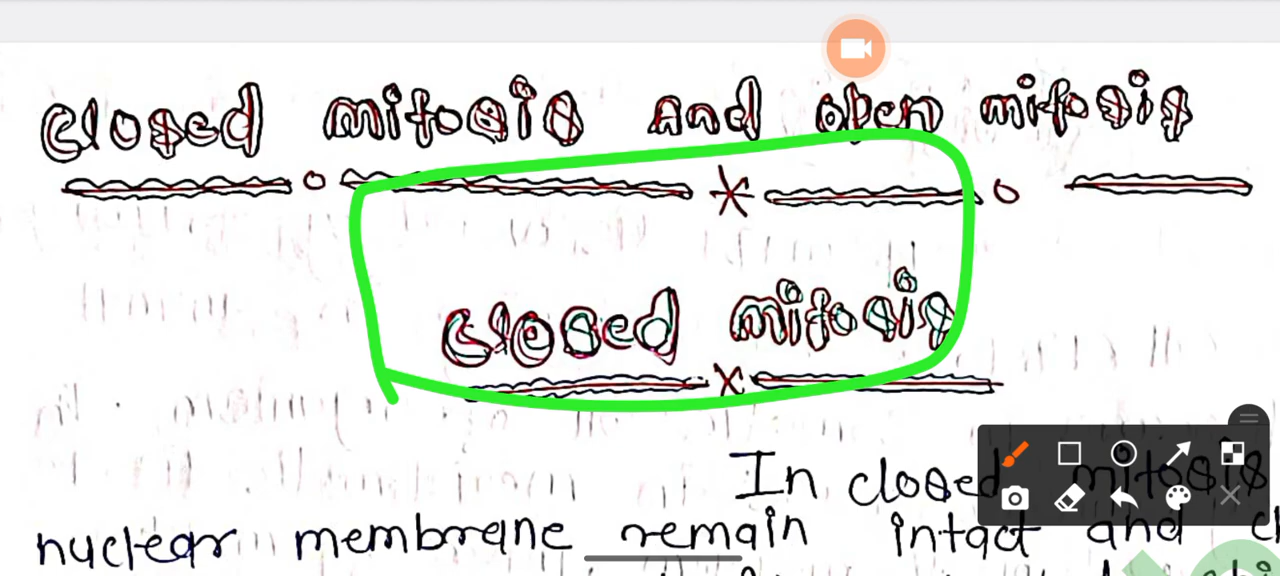 closed mitosis and open mitosis
closed mitosis
In closed mitosis
nuclear membrane remain intact and